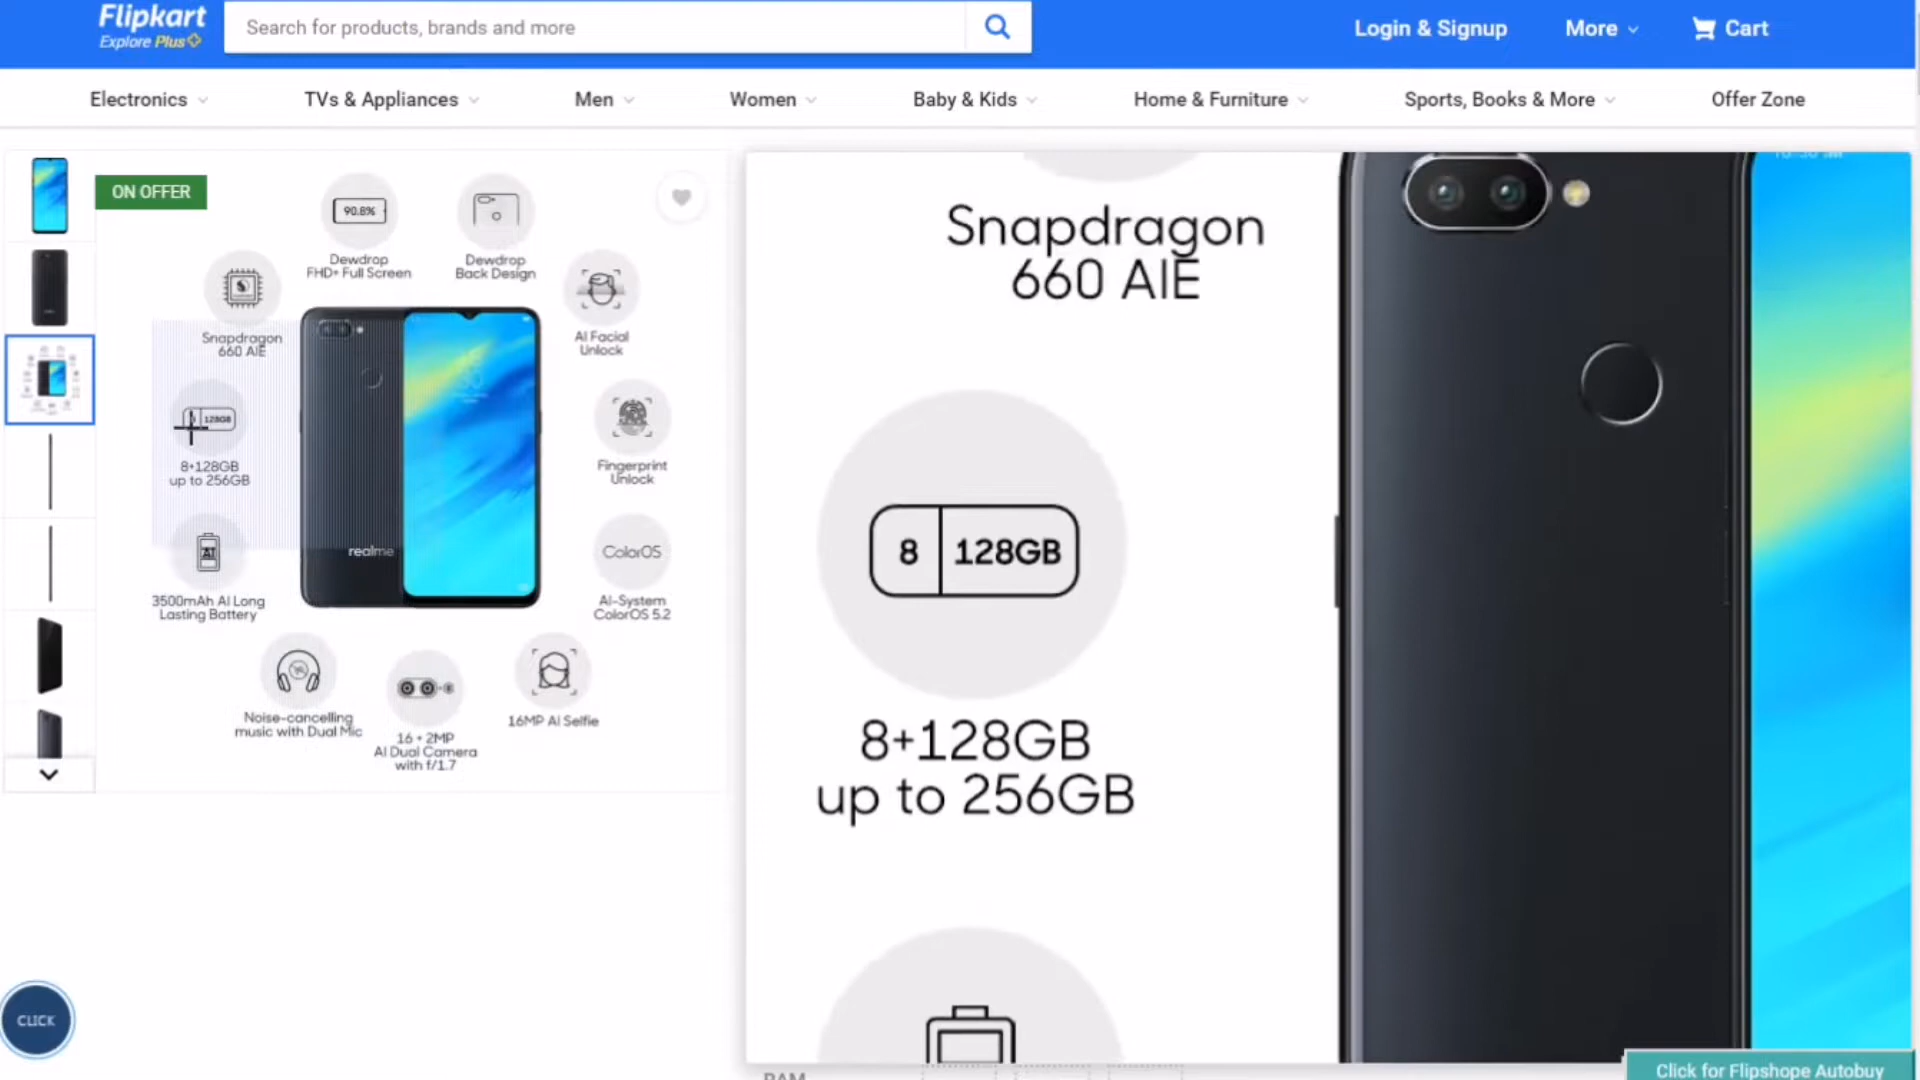 Flipkart
Explore Plus
Search for products, brands and more
Login & Signup
More
Cart
Electronics
TVs & Appliances
Men
Women
Baby & Kids
Home & Furniture
Sports, Books & More
Offer Zone
ON OFFER
90.8%
Dewdrop
FHD+ Full Screen
Dewdrop
Back Design
Snapdragon
660 AIE
AI Facial
Unlock
128GB
8+128GB
up to 256GB
Fingerprint
Unlock
realme
AI
3500mAh AI Long
Lasting Battery
ColorOS
AI-System
ColorOS 5.2
Noise-cancelling
music with Dual Mic
16 + 2MP
AI Dual Camera
with f/1.7
16MP AI Selfie
Snapdragon
660 AIE
8 128GB
8+128GB
up to 256GB
CLICK
RAM
Click for Flipshope Autobuy